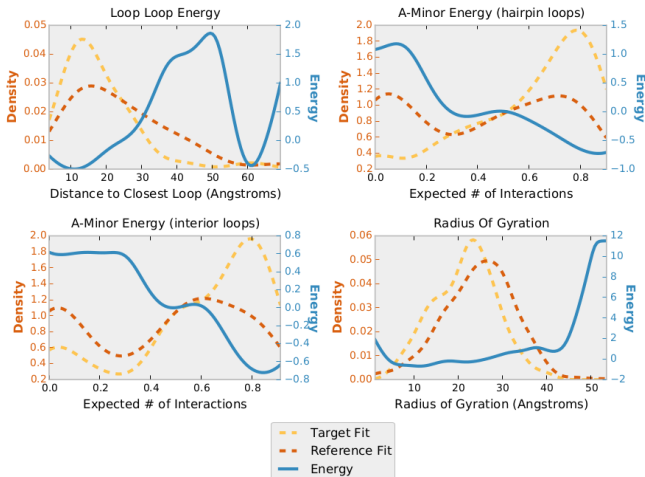 Loop Loop Energy
0.05
0.04
0.03
0.02
0.01
0.00
Density
2.0
1.5
1.0
0.5
0.0
−0.5
Energy
10 20 30 40 50 60
Distance to Closest Loop (Angstroms)
A-Minor Energy (hairpin loops)
2.0
1.8
1.6
1.4
1.2
1.0
0.8
0.6
0.4
0.2
Density
1.5
1.0
0.5
0.0
−0.5
−1.0
Energy
0.0 0.2 0.4 0.6 0.8
Expected # of Interactions
A-Minor Energy (interior loops)
2.0
1.8
1.6
1.4
1.2
1.0
0.8
0.6
0.4
0.2
Density
0.8
0.6
0.4
0.2
0.0
−0.2
−0.4
−0.6
−0.8
Energy
0.0 0.2 0.4 0.6 0.8
Expected # of Interactions
Radius Of Gyration
0.06
0.05
0.04
0.03
0.02
0.01
0.00
Density
12
10
8
6
4
2
0
−2
Energy
10 20 30 40 50
Radius of Gyration (Angstroms)
Target Fit
Reference Fit
Energy